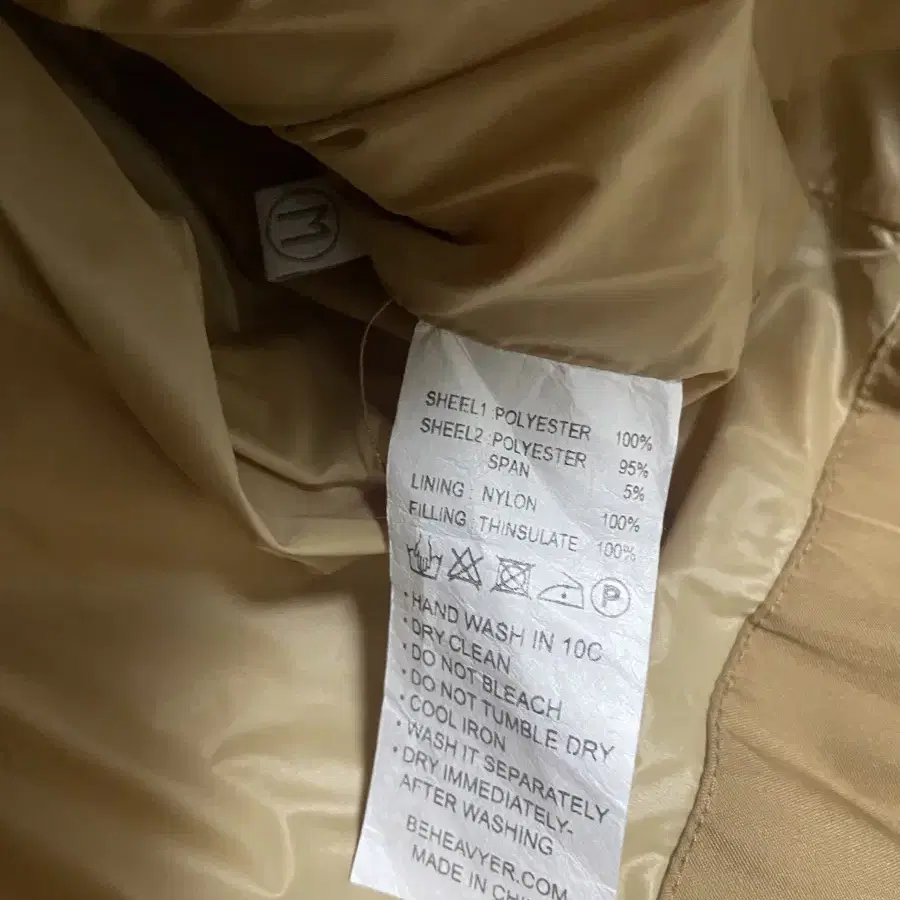 M
SHEEL1 :POLYESTER 100%
SHEEL2 :POLYESTER 95%
SPAN 5%
LINING : NYLON 100%
FILLING : THINSULATE 100%
P
• HAND WASH IN 10C
• DRY CLEAN
• DO NOT BLEACH
• DO NOT TUMBLE DRY
• COOL IRON
• WASH IT SEPARATELY
• DRY IMMEDIATELY-
AFTER WASHING
BEHEAVYER.COM
MADE IN